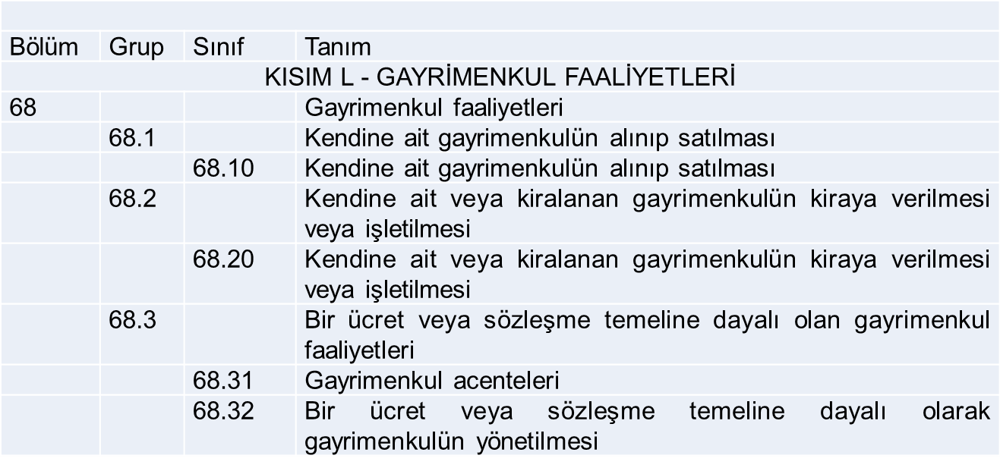 Bölüm Grup Sınıf Tanım
KISIM L - GAYRİMENKUL FAALİYETLERİ
68 Gayrimenkul faaliyetleri
68.1 Kendine ait gayrimenkulün alınıp satılması
68.10 Kendine ait gayrimenkulün alınıp satılması
68.2 Kendine ait veya kiralanan gayrimenkulün kiraya verilmesi
veya işletilmesi
68.20 Kendine ait veya kiralanan gayrimenkulün kiraya verilmesi
veya işletilmesi
68.3 Bir ücret veya sözleşme temeline dayalı olan gayrimenkul
faaliyetleri
68.31 Gayrimenkul acenteleri
68.32 Bir ücret veya sözleşme temeline dayalı olarak
gayrimenkulün yönetilmesi